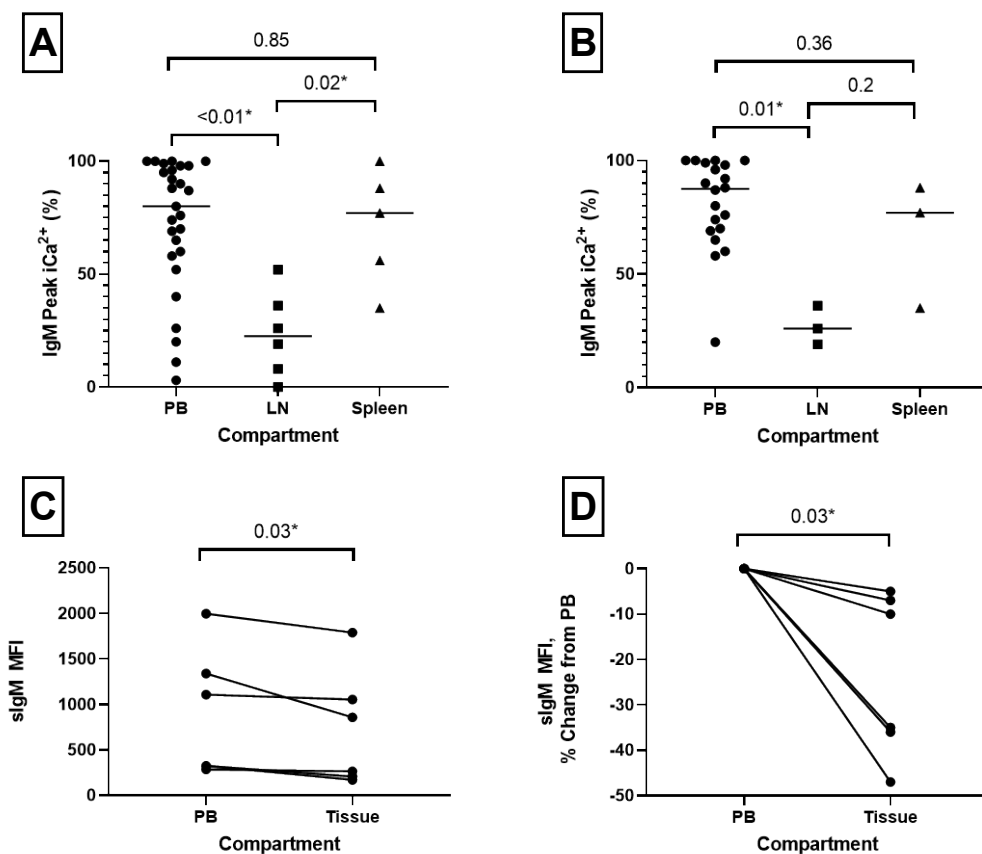 A
0.85
0.02*
<0.01*
IgM Peak iCa²⁺ (%)
100
50
0
PB
LN
Spleen
Compartment
B
0.36
0.2
0.01*
IgM Peak iCa²⁺ (%)
100
50
0
PB
LN
Spleen
Compartment
C
0.03*
sIgM MFI
2500
2000
1500
1000
500
0
PB
Tissue
Compartment
D
0.03*
sIgM MFI,
% Change from PB
0
-10
-20
-30
-40
-50
PB
Tissue
Compartment